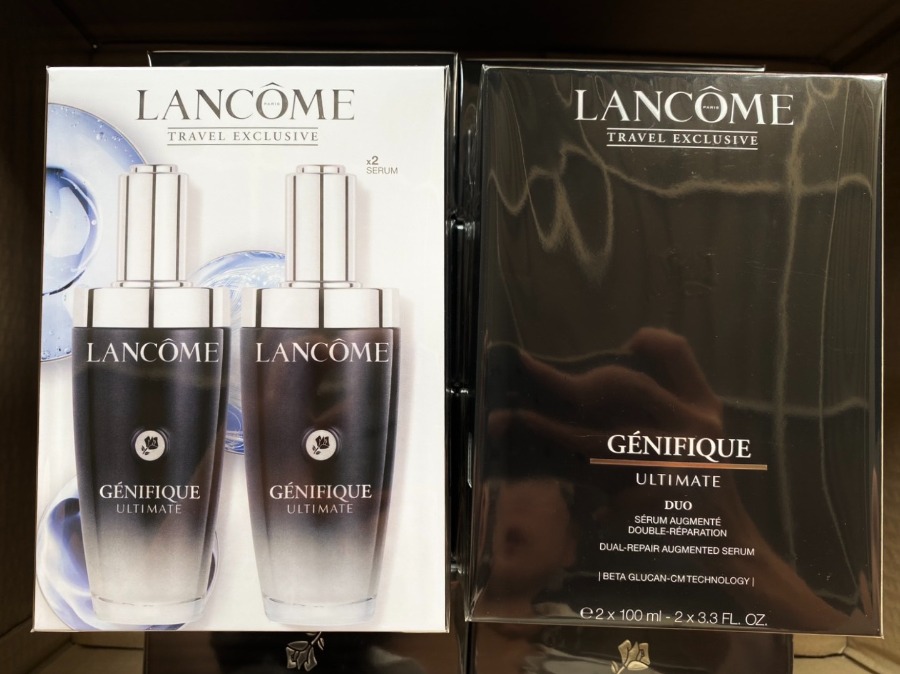 LANCÔME
PARIS
TRAVEL EXCLUSIVE
x2
SERUM
LANCÔME
GÉNIFIQUE
ULTIMATE
LANCÔME
GÉNIFIQUE
ULTIMATE
LANCÔME
PARIS
TRAVEL EXCLUSIVE
GÉNIFIQUE
ULTIMATE
DUO
SÉRUM AUGMENTÉ
DOUBLE-RÉPARATION
DUAL-REPAIR AUGMENTED SERUM
| BETA GLUCAN-CM TECHNOLOGY |
℮ 2 x 100 ml - 2 x 3.3 FL. OZ.